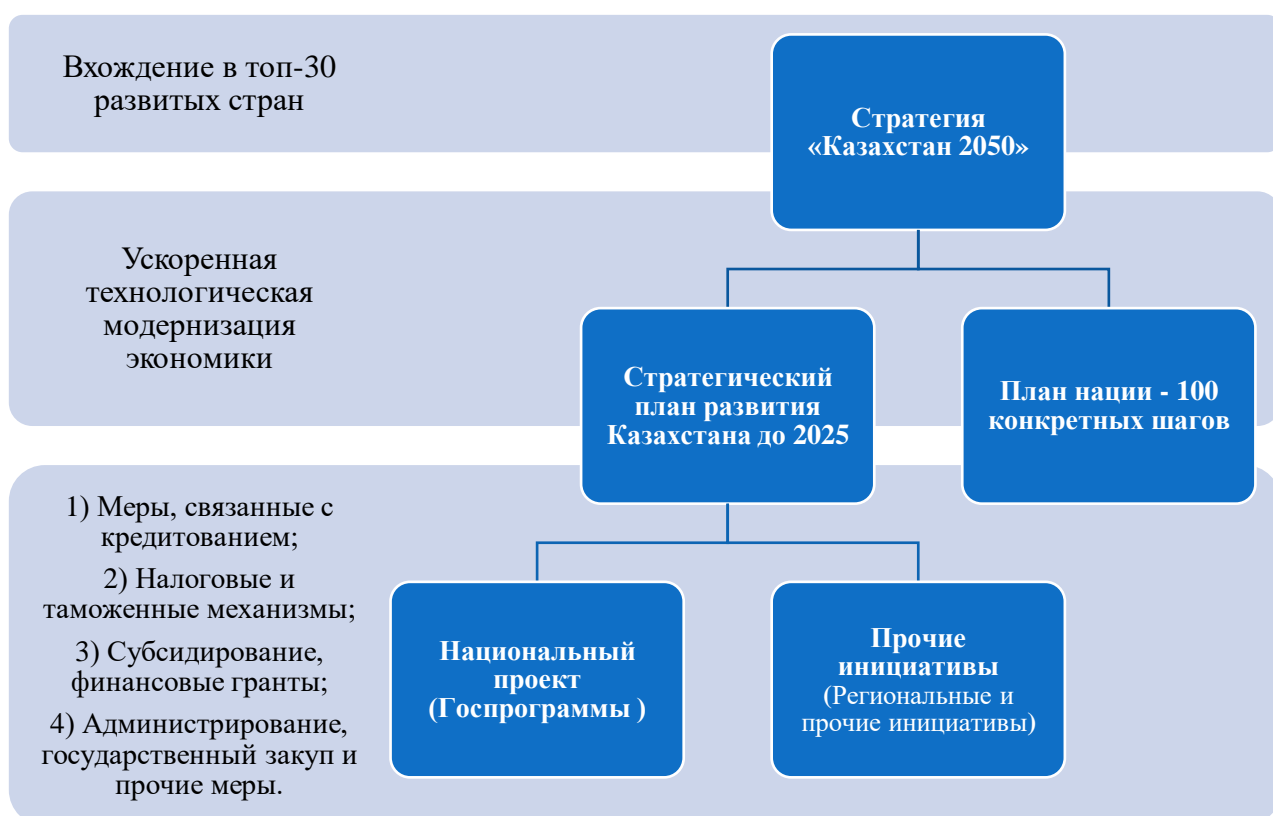 Вхождение в топ-30
развитых стран
Стратегия
«Казахстан 2050»
Ускоренная
технологическая
модернизация
экономики
Стратегический
план развития
Казахстана до 2025
План нации - 100
конкретных шагов
1) Меры, связанные с
кредитованием;
2) Налоговые и
таможенные механизмы;
3) Субсидирование,
финансовые гранты;
4) Администрирование,
государственный закуп и
прочие меры.
Национальный
проект
(Госпрограммы )
Прочие
инициативы
(Региональные и
прочие инициативы)